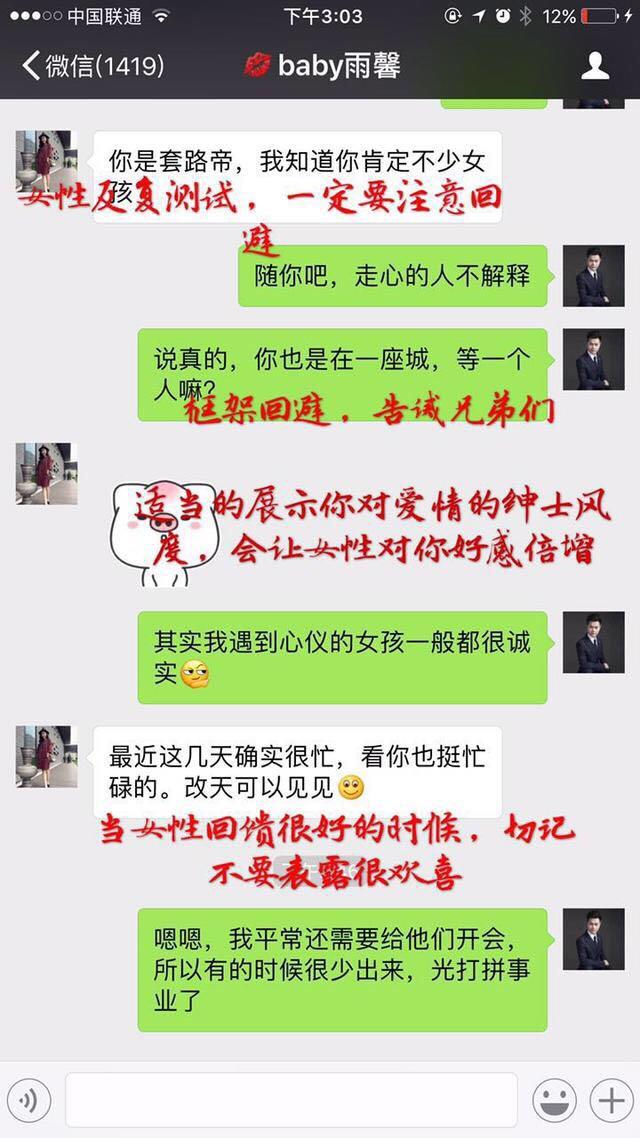 中国联通
下午3:03
12%
微信(1419)
baby雨馨
你是套路帝，我知道你肯定不少女
孩
女性反复测试，一定要注意回
避
随你吧，走心的人不解释
说真的，你也是在一座城，等一个
人嘛?
框架回避，告诫兄弟们
适当的展示你对爱情的绅士风
度，会让女性对你好感倍增
其实我遇到心仪的女孩一般都很诚
实
最近这几天确实很忙，看你也挺忙
碌的。改天可以见见
当女性回馈很好的时候，切记
不要表露很欢喜
嗯嗯，我平常还需要给他们开会，
所以有的时候很少出来，光打拼事
业了